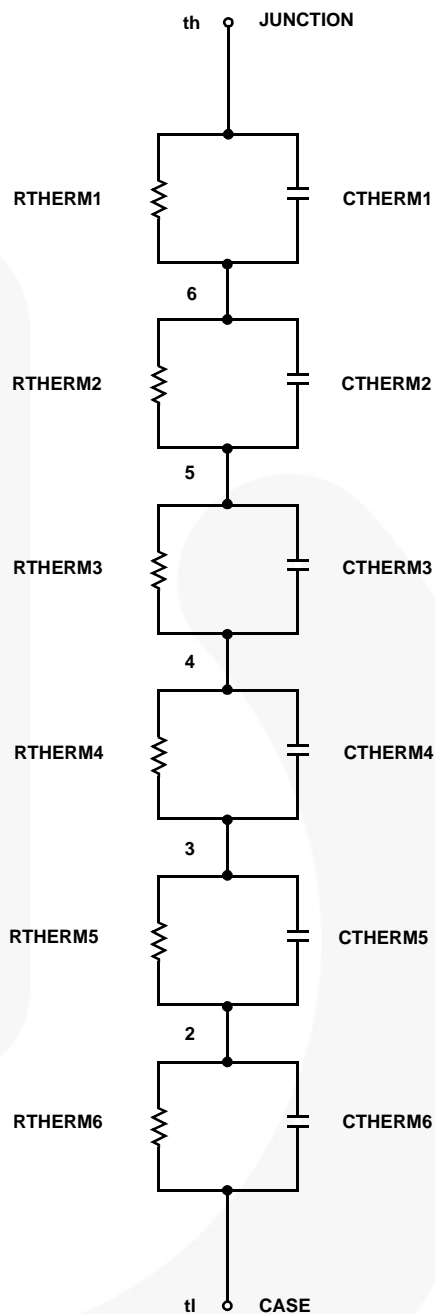 th JUNCTION
RTHERM1 CTHERM1
6
RTHERM2 CTHERM2
5
RTHERM3 CTHERM3
4
RTHERM4 CTHERM4
3
RTHERM5 CTHERM5
2
RTHERM6 CTHERM6
tl CASE